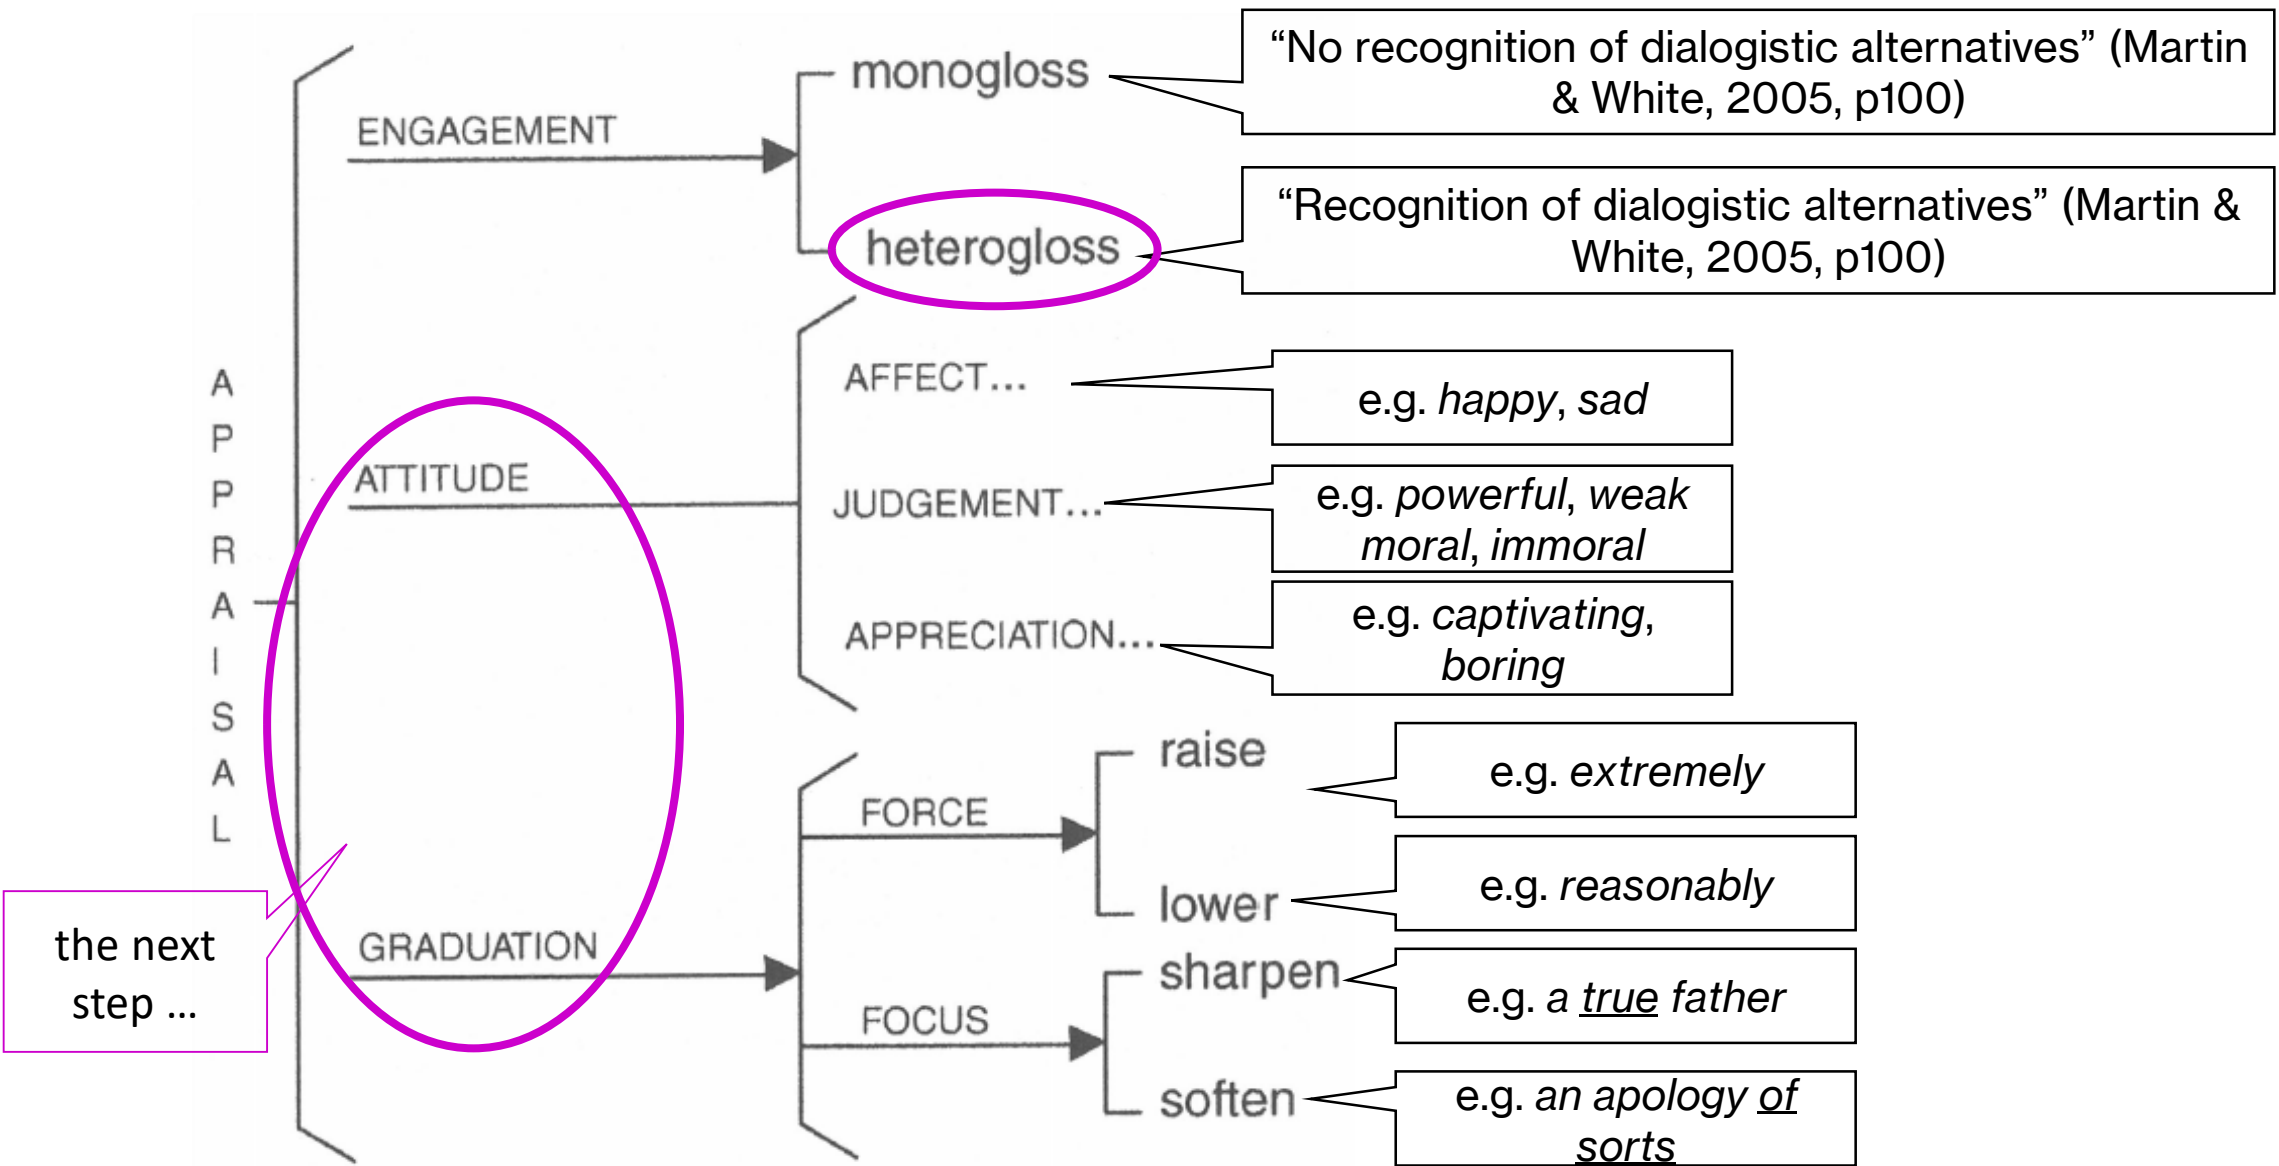 “No recognition of dialogistic alternatives” (Martin
& White, 2005, p100)
monogloss
ENGAGEMENT
“Recognition of dialogistic alternatives” (Martin &
White, 2005, p100)
heterogloss
AFFECT...
e.g. happy, sad
APPRAISAL
ATTITUDE
JUDGEMENT...
e.g. powerful, weak
moral, immoral
APPRECIATION...
e.g. captivating,
boring
raise
e.g. extremely
FORCE
lower
e.g. reasonably
the next
step ...
GRADUATION
sharpen
e.g. a true father
FOCUS
soften
e.g. an apology of
sorts